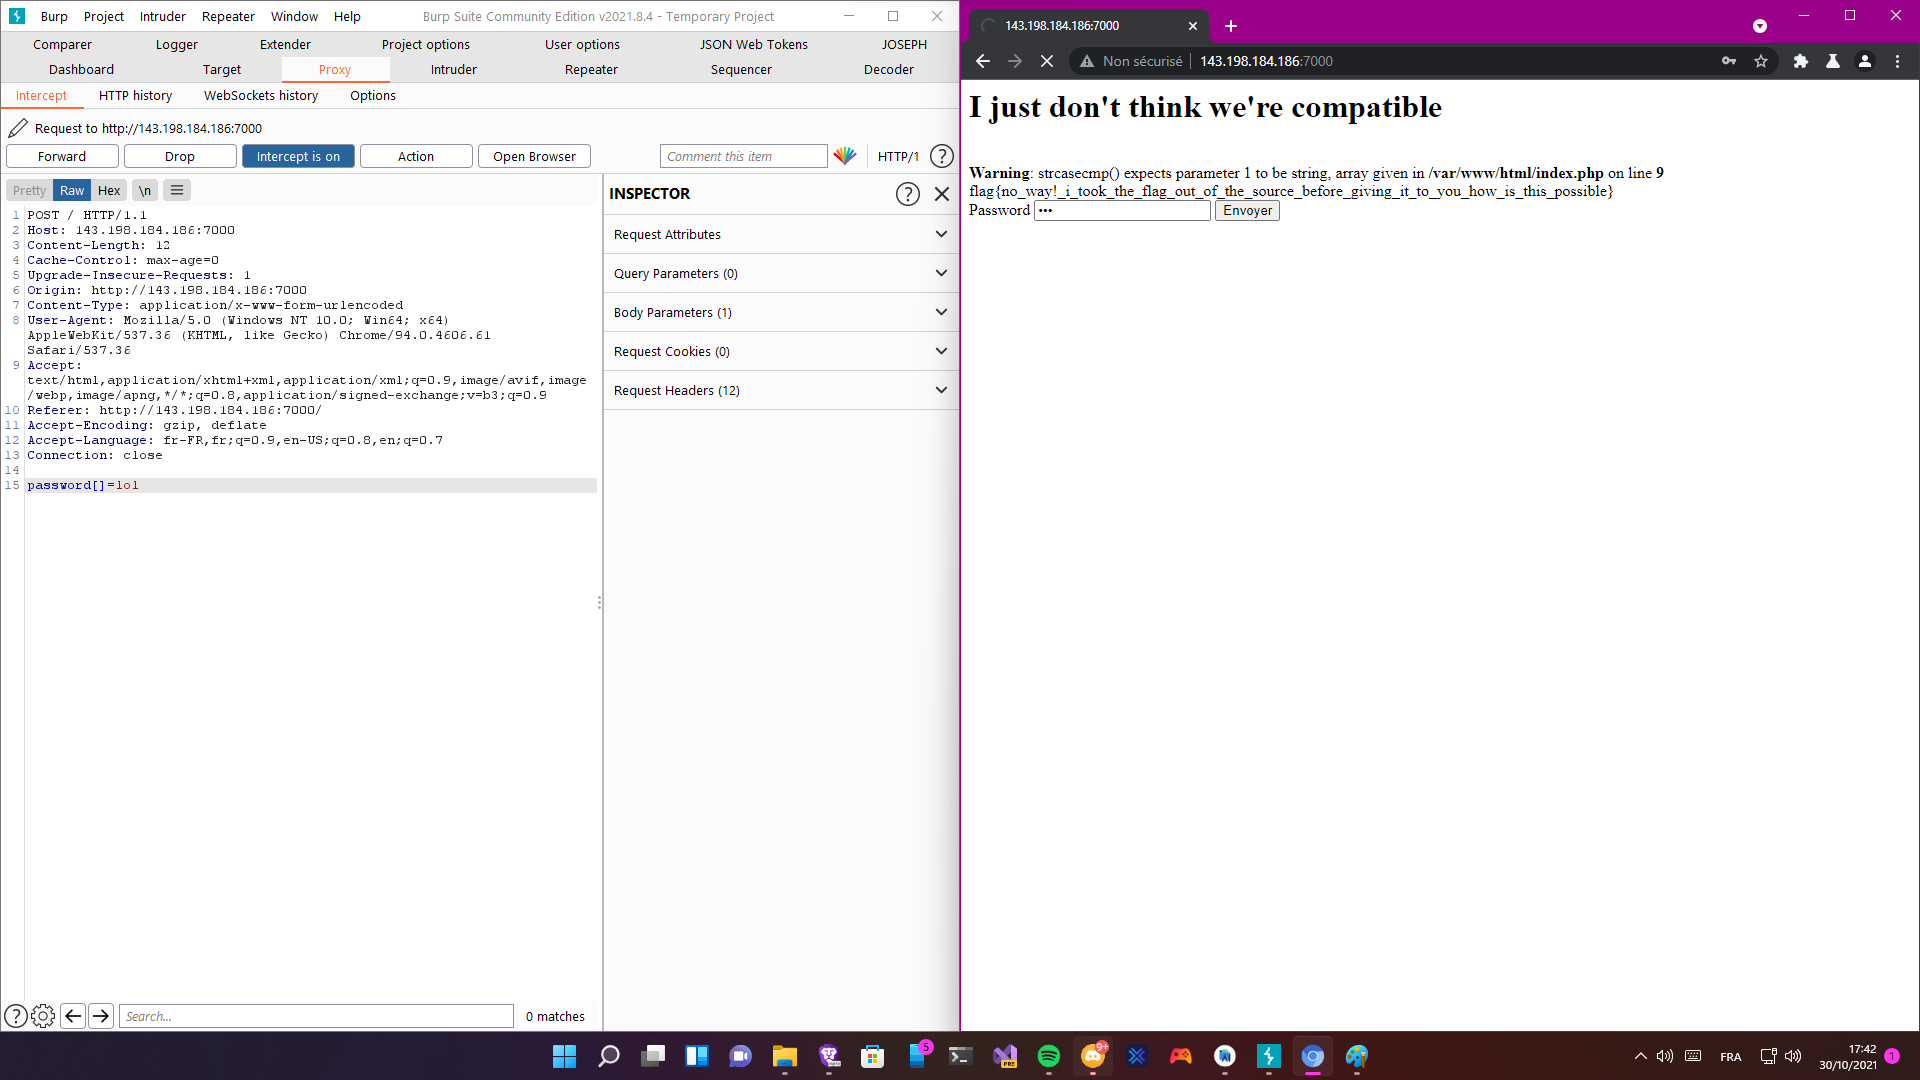 Burp Project Intruder Repeater Window Help Burp Suite Community Edition v2021.8.4 - Temporary Project
Comparer Logger Extender Project options User options JSON Web Tokens JOSEPH
Dashboard Target Proxy Intruder Repeater Sequencer Decoder
Intercept HTTP history WebSockets history Options
Request to http://143.198.184.186:7000
Forward Drop Intercept is on Action Open Browser Comment this item HTTP/1 ?
Pretty Raw Hex \n
1 POST / HTTP/1.1
2 Host: 143.198.184.186:7000
3 Content-Length: 12
4 Cache-Control: max-age=0
5 Upgrade-Insecure-Requests: 1
6 Origin: http://143.198.184.186:7000
7 Content-Type: application/x-www-form-urlencoded
8 User-Agent: Mozilla/5.0 (Windows NT 10.0; Win64; x64)
AppleWebKit/537.36 (KHTML, like Gecko) Chrome/94.0.4606.61
Safari/537.36
9 Accept:
text/html,application/xhtml+xml,application/xml;q=0.9,image/avif,image
/webp,image/apng,*/*;q=0.8,application/signed-exchange;v=b3;q=0.9
10 Referer: http://143.198.184.186:7000/
11 Accept-Encoding: gzip, deflate
12 Accept-Language: fr-FR,fr;q=0.9,en-US;q=0.8,en;q=0.7
13 Connection: close
14
15 password[]=lol
INSPECTOR ?
Request Attributes
Query Parameters (0)
Body Parameters (1)
Request Cookies (0)
Request Headers (12)
? Search... 0 matches
143.198.184.186:7000
Non sécurisé 143.198.184.186:7000
I just don't think we're compatible
Warning: strcasecmp() expects parameter 1 to be string, array given in /var/www/html/index.php on line 9
flag{no_way!_i_took_the_flag_out_of_the_source_before_giving_it_to_you_how_is_this_possible}
Password ••• Envoyer
5 PRE 9+ FRA 17:42 1
30/10/2021